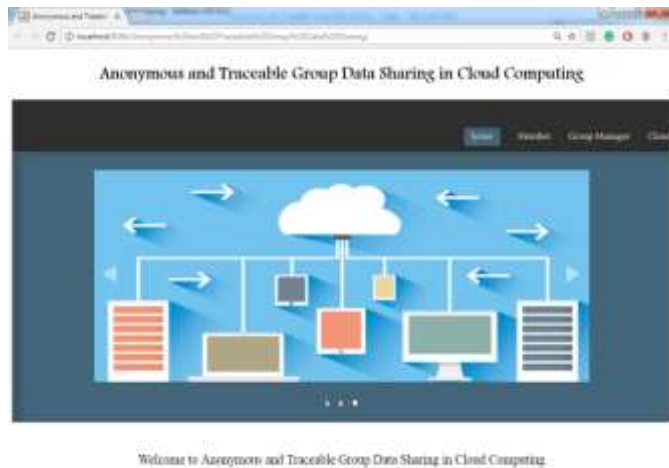 Anonymous and Traceable Group Data Sharing in Cloud Computing
home Member Group Manager Cloud
Welcome to Anonymous and Traceable Group Data Sharing in Cloud Computing